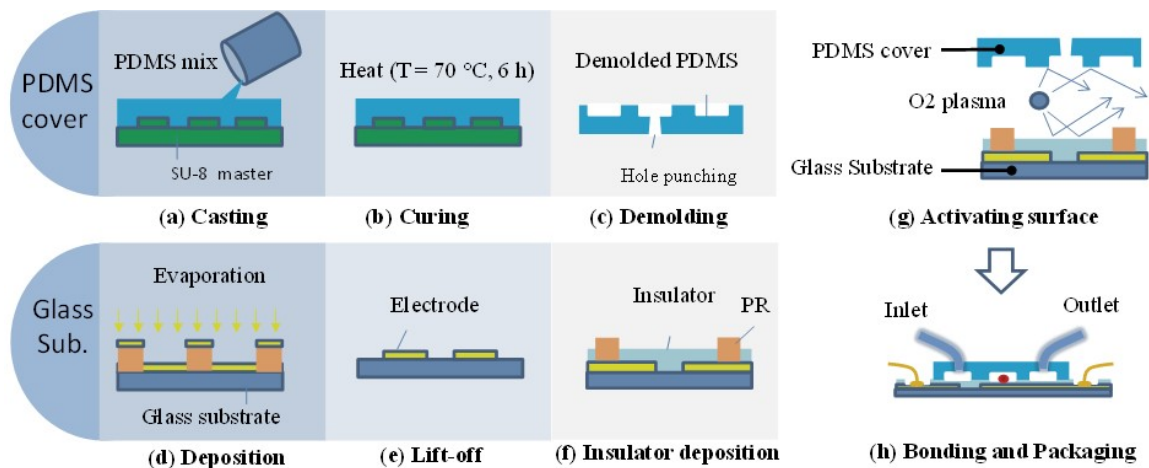 PDMS
cover
PDMS mix
SU-8 master
(a) Casting
Heat (T= 70 °C, 6 h)
(b) Curing
Demolded PDMS
Hole punching
(c) Demolding
Glass
Sub.
Evaporation
Glass substrate
(d) Deposition
Electrode
(e) Lift-off
Insulator
PR
(f) Insulator deposition
PDMS cover
O2 plasma
Glass Substrate
(g) Activating surface
Inlet
Outlet
(h) Bonding and Packaging